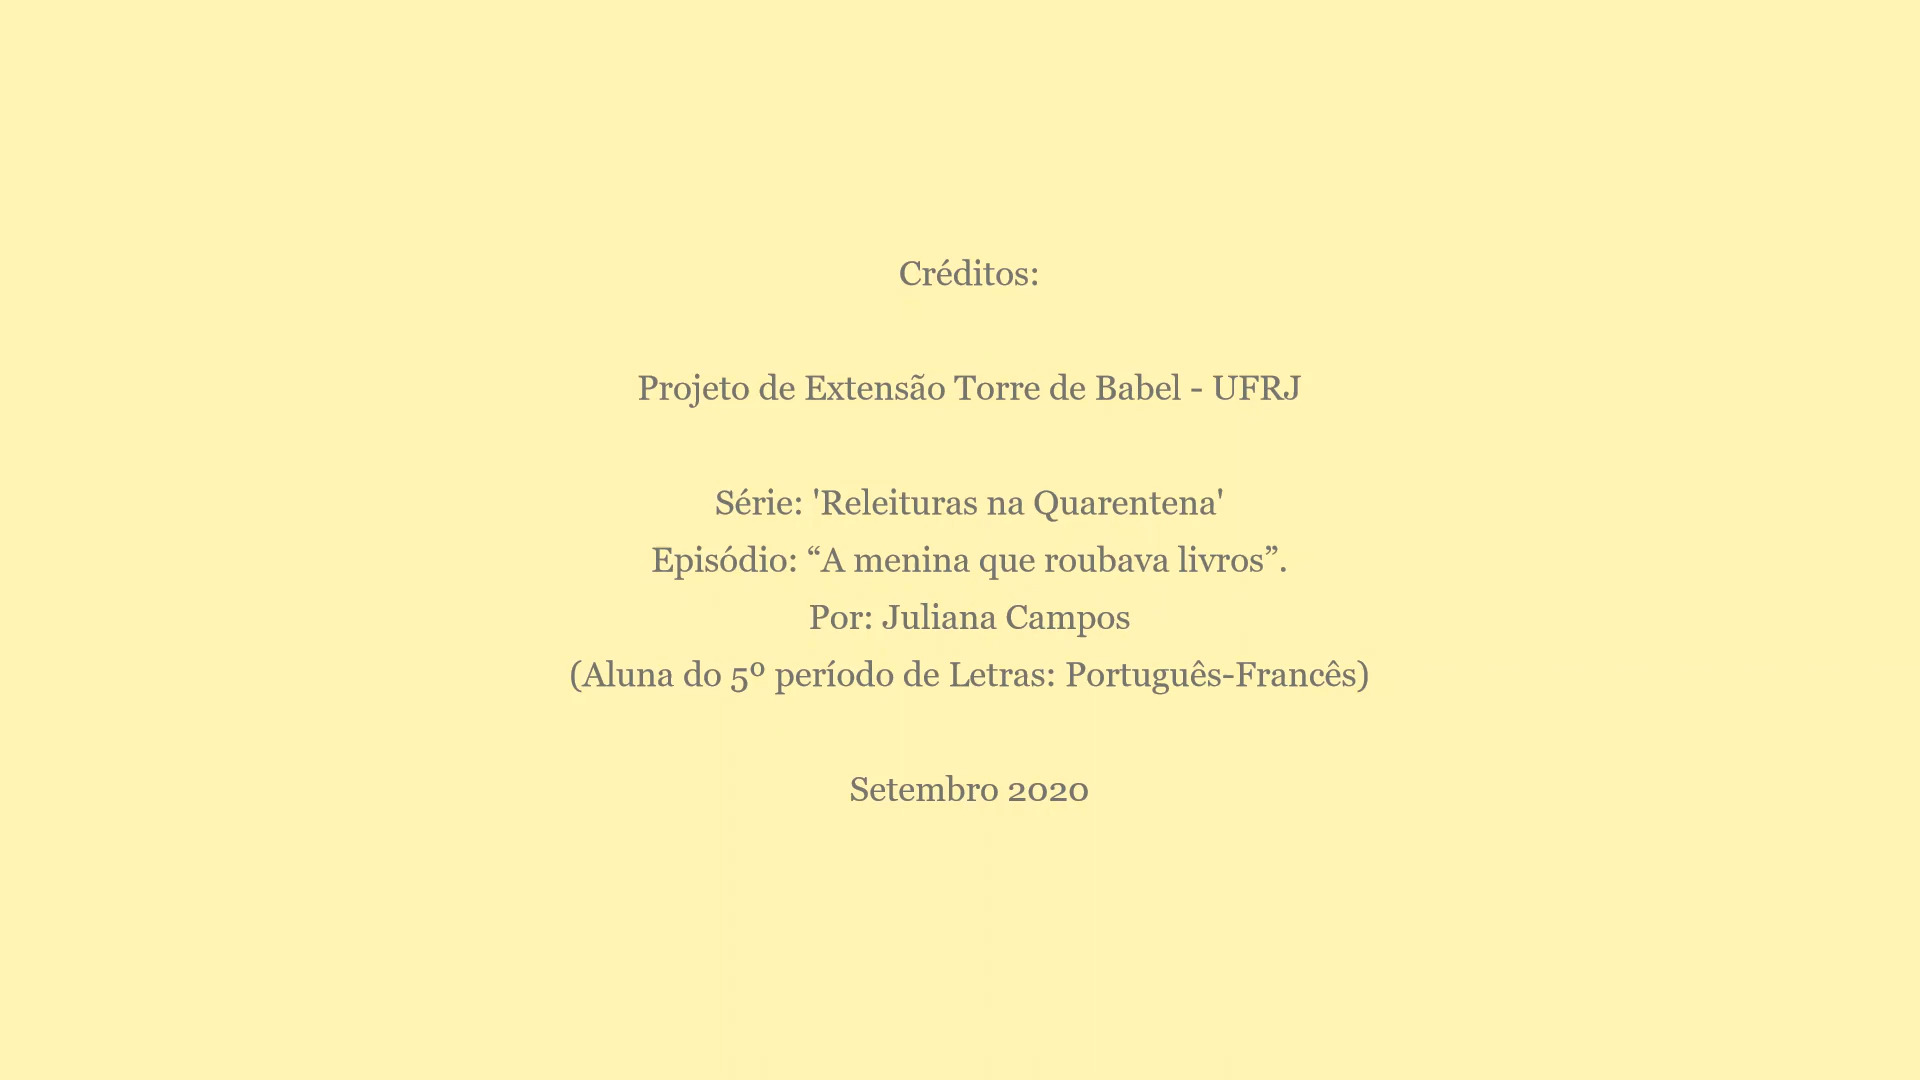 Créditos:
Projeto de Extensão Torre de Babel - UFRJ
Série: 'Releituras na Quarentena'
Episódio: “A menina que roubava livros”.
Por: Juliana Campos
(Aluna do 5º período de Letras: Português-Francês)
Setembro 2020